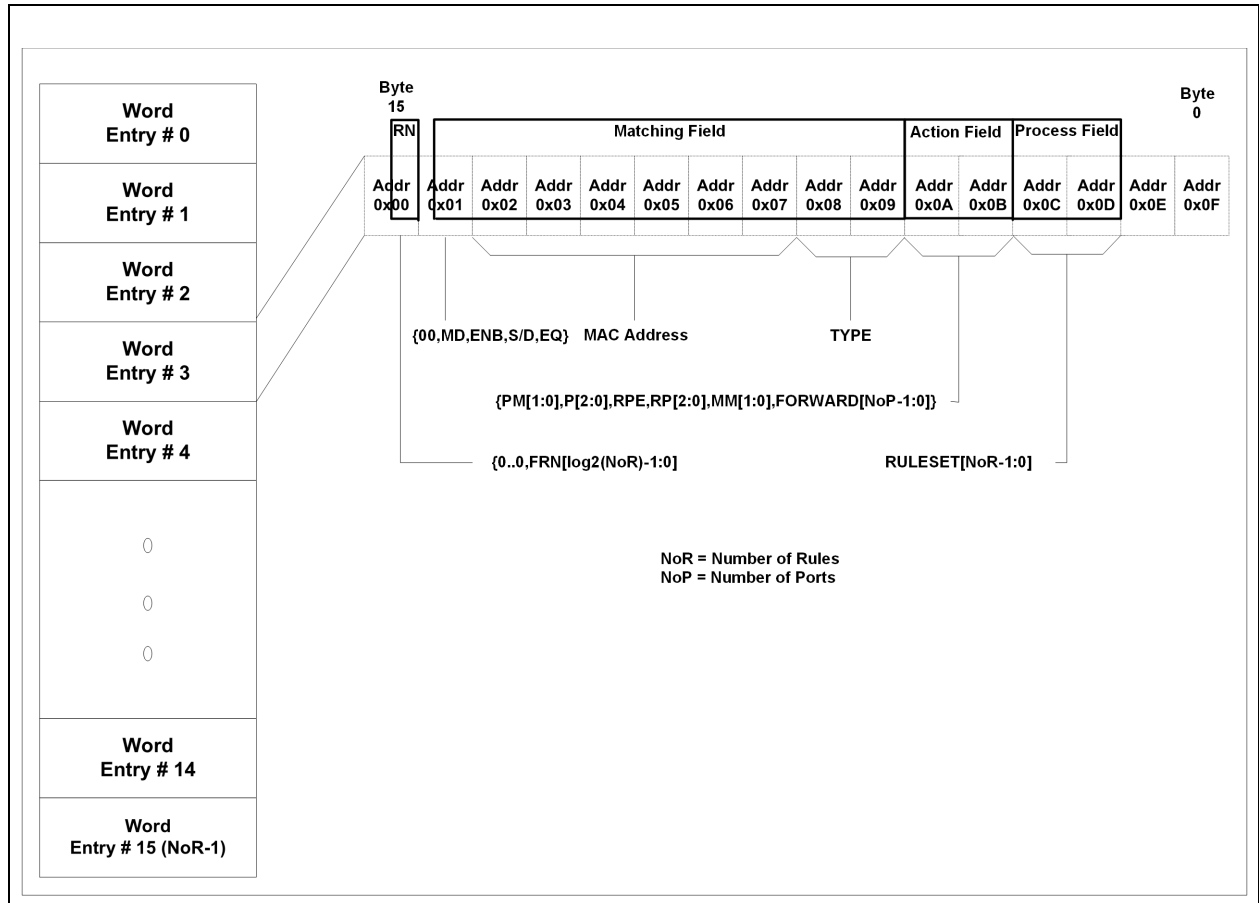 Word
Entry # 0
Word
Entry # 1
Word
Entry # 2
Word
Entry # 3
Word
Entry # 4
Word
Entry # 14
Word
Entry # 15 (NoR-1)
Byte
15
Byte
0
RN
Matching Field
Action Field
Process Field
Addr
0x00
Addr
0x01
Addr
0x02
Addr
0x03
Addr
0x04
Addr
0x05
Addr
0x06
Addr
0x07
Addr
0x08
Addr
0x09
Addr
0x0A
Addr
0x0B
Addr
0x0C
Addr
0x0D
Addr
0x0E
Addr
0x0F
{00,MD,ENB,S/D,EQ}
MAC Address
TYPE
{PM[1:0],P[2:0],RPE,RP[2:0],MM[1:0],FORWARD[NoP-1:0]}
{0..0,FRN[log2(NoR)-1:0]
RULESET[NoR-1:0]
NoR = Number of Rules
NoP = Number of Ports